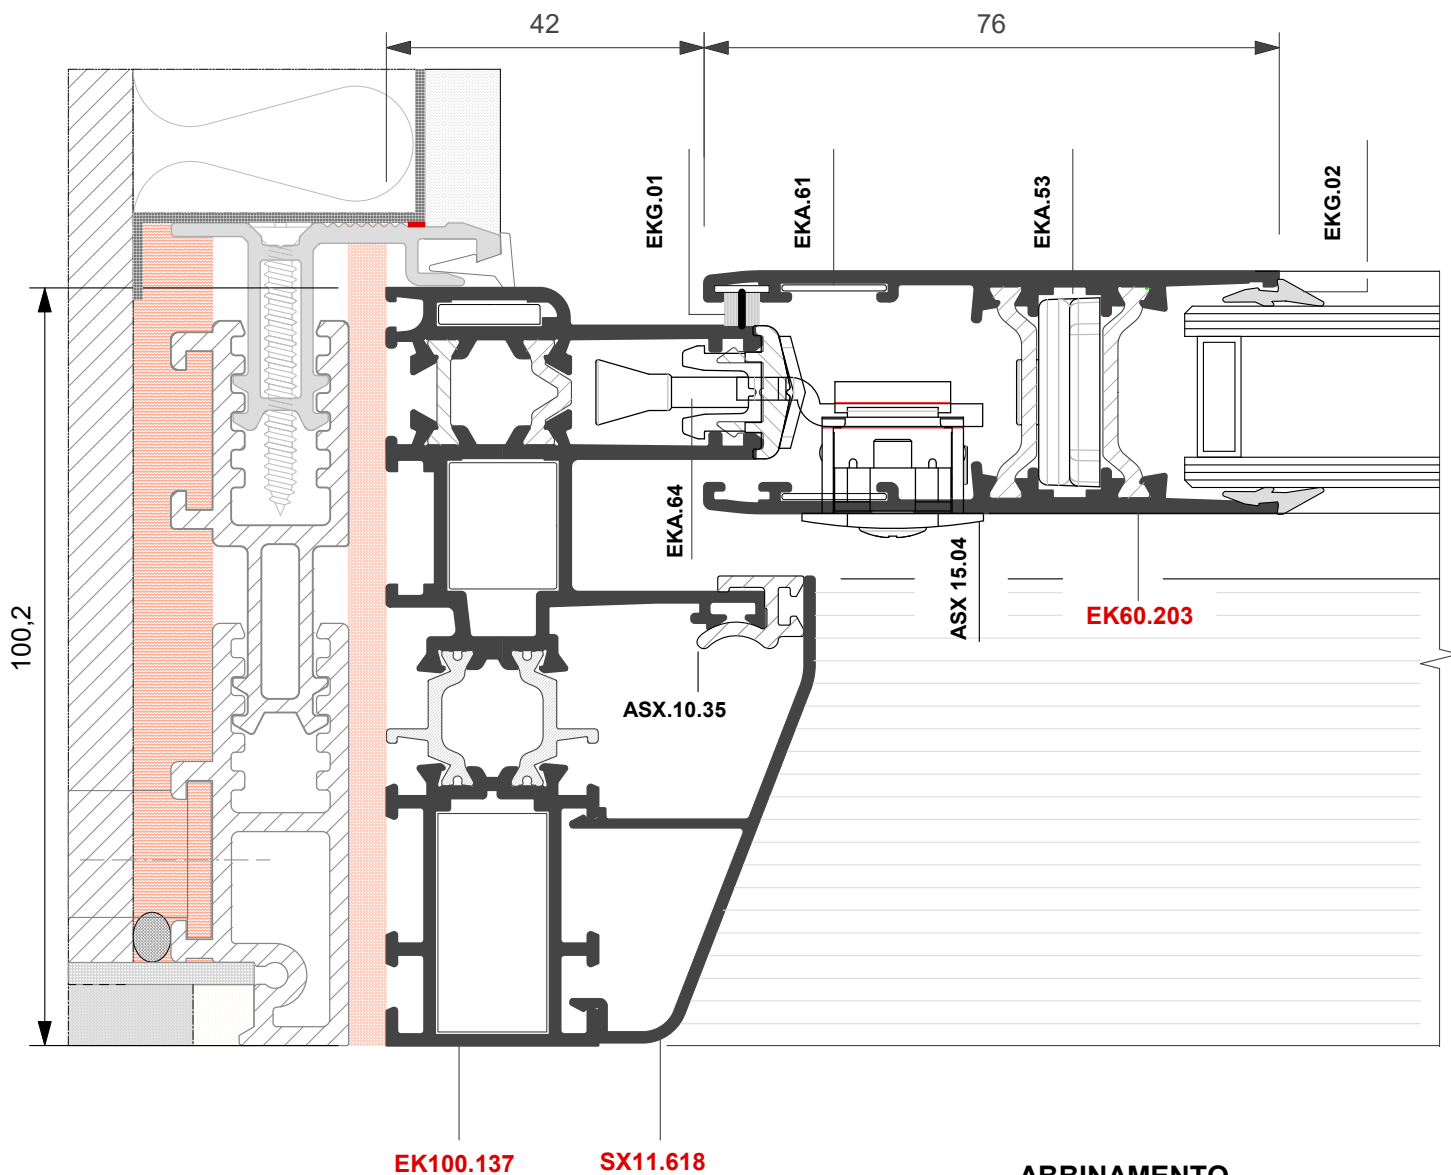 42
76
EKG.01
EKA.61
EKA.53
EKG.02
100,2
EKA.64
ASX 15.04
EK60.203
ASX.10.35
EK100.137
SX11.618
ABBINAMENTO